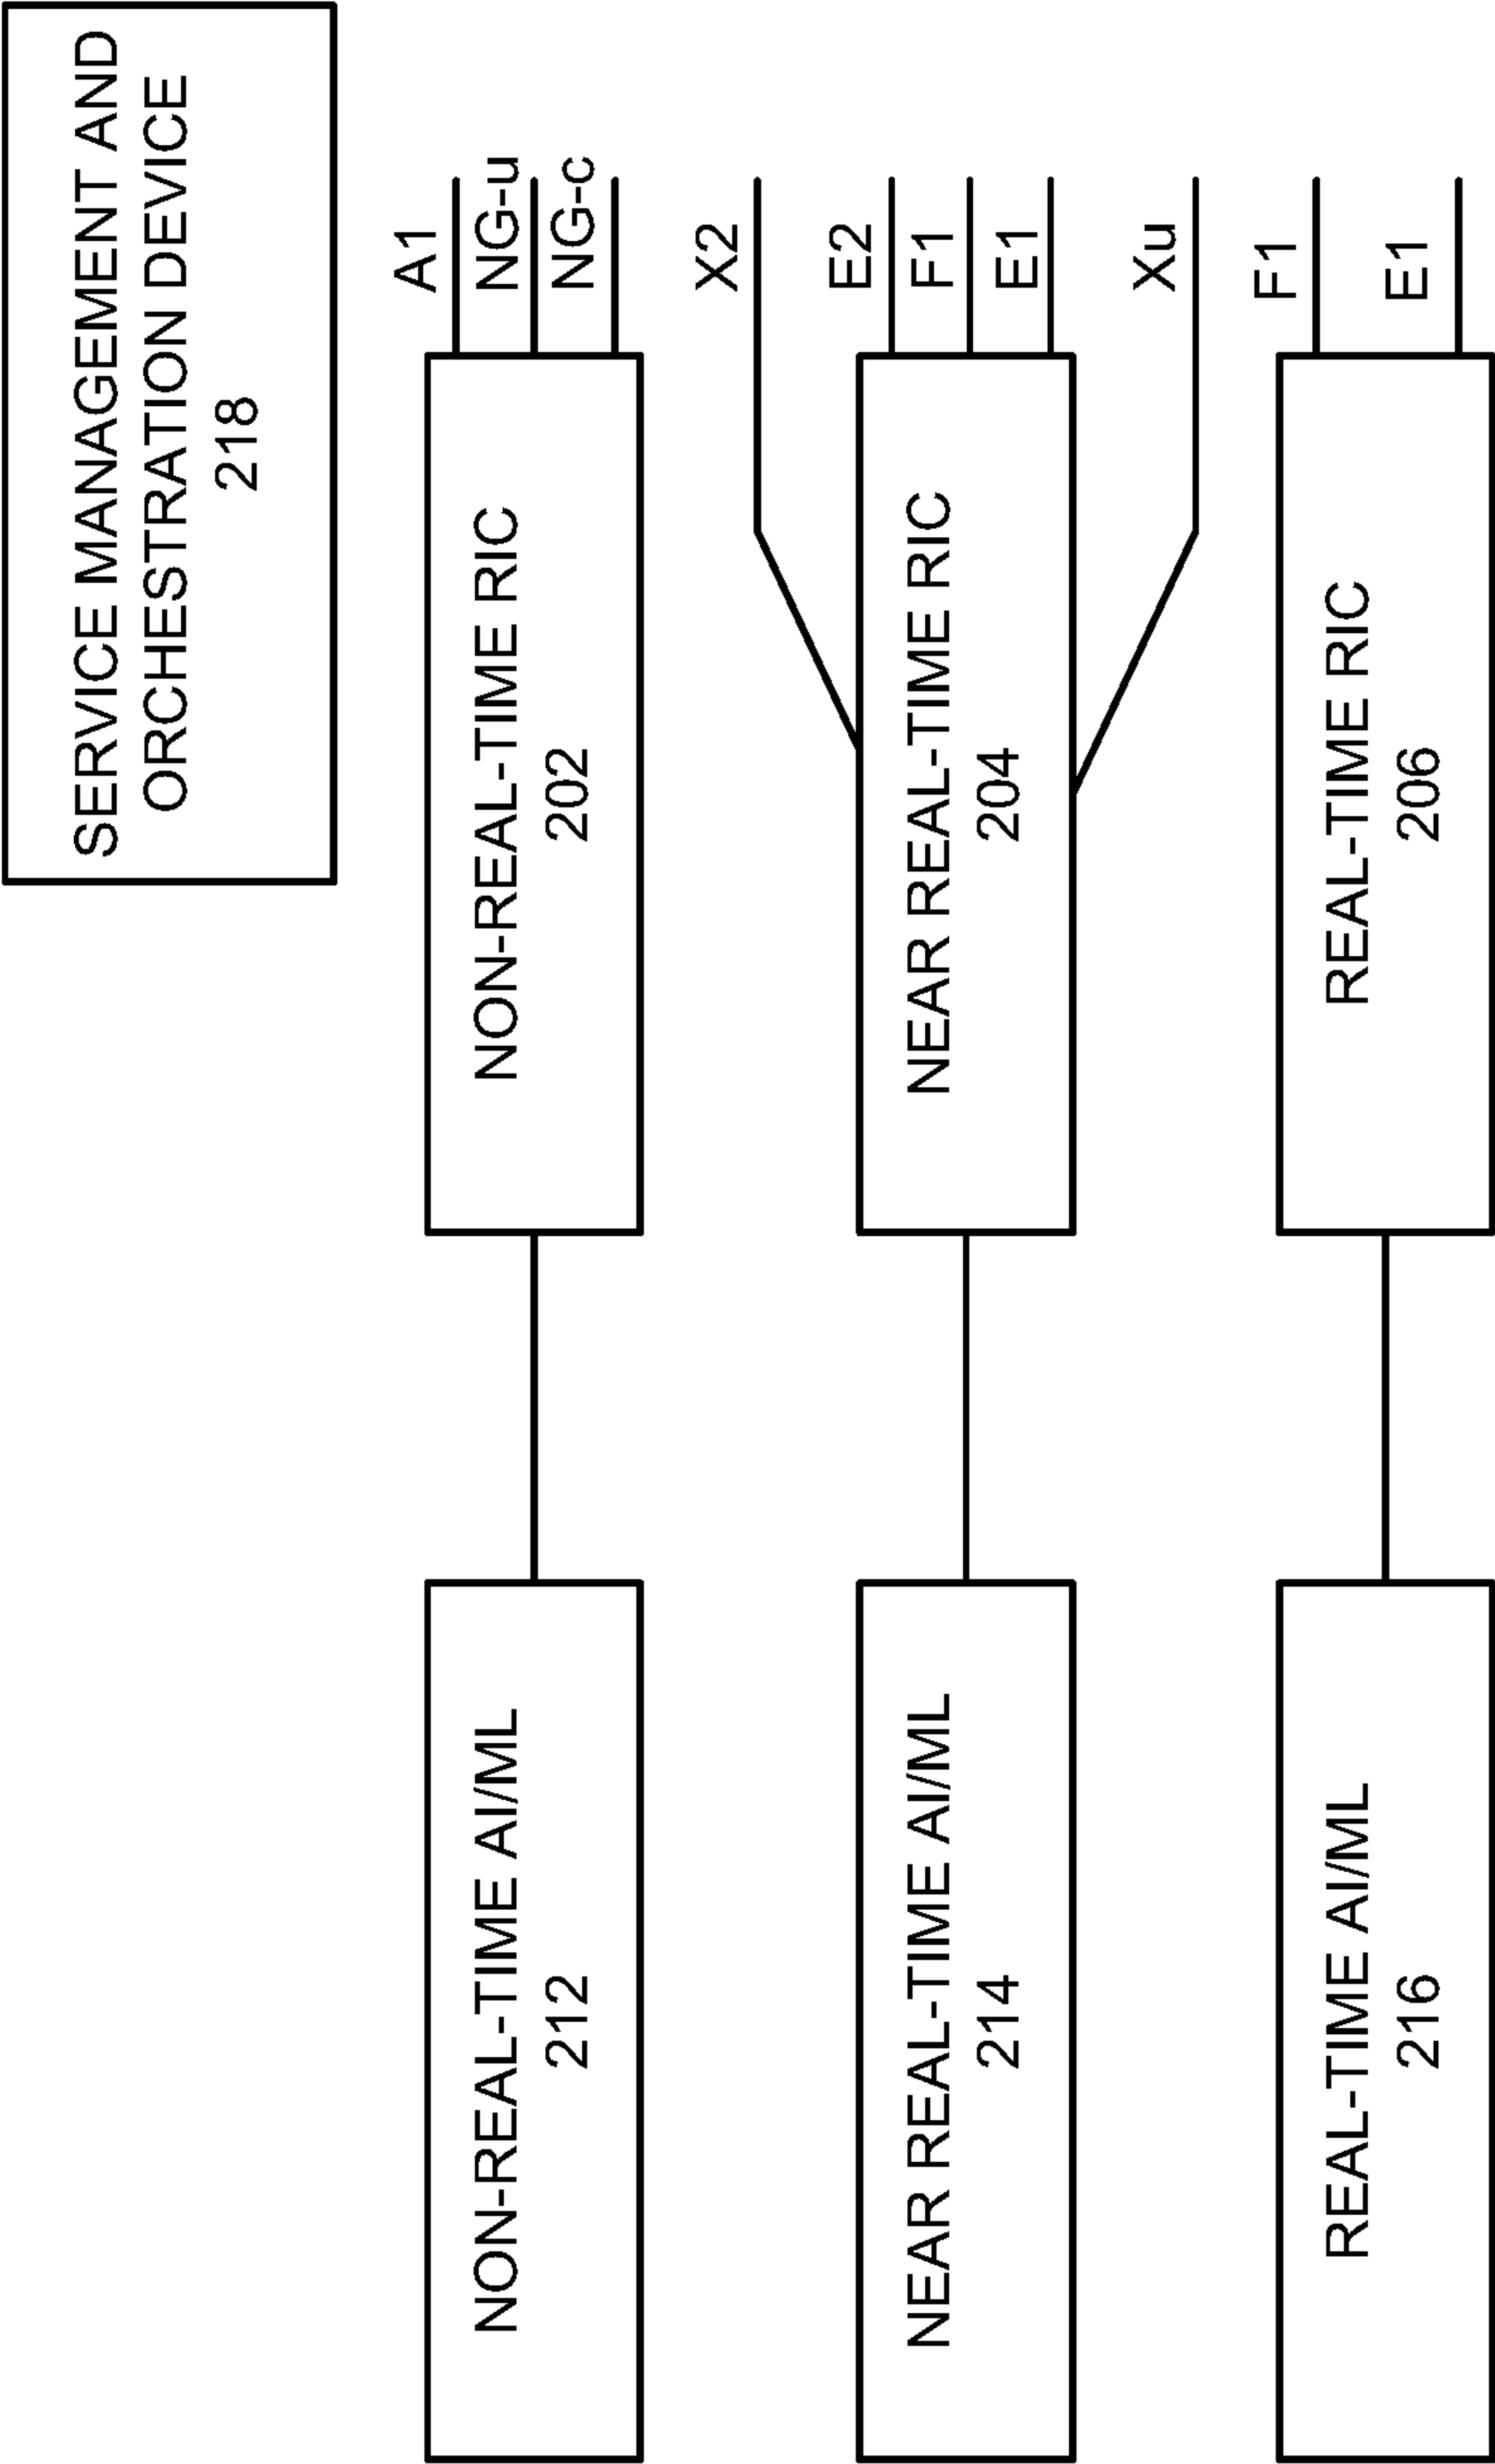 SERVICE MANAGEMENT AND
ORCHESTRATION DEVICE
218
NON-REAL-TIME AI/ML
212
NON-REAL-TIME RIC
202
A1
NG-u
NG-c
X2
NEAR REAL-TIME AI/ML
214
NEAR REAL-TIME RIC
204
E2
F1
E1
Xu
REAL-TIME AI/ML
216
REAL-TIME RIC
206
F1
E1